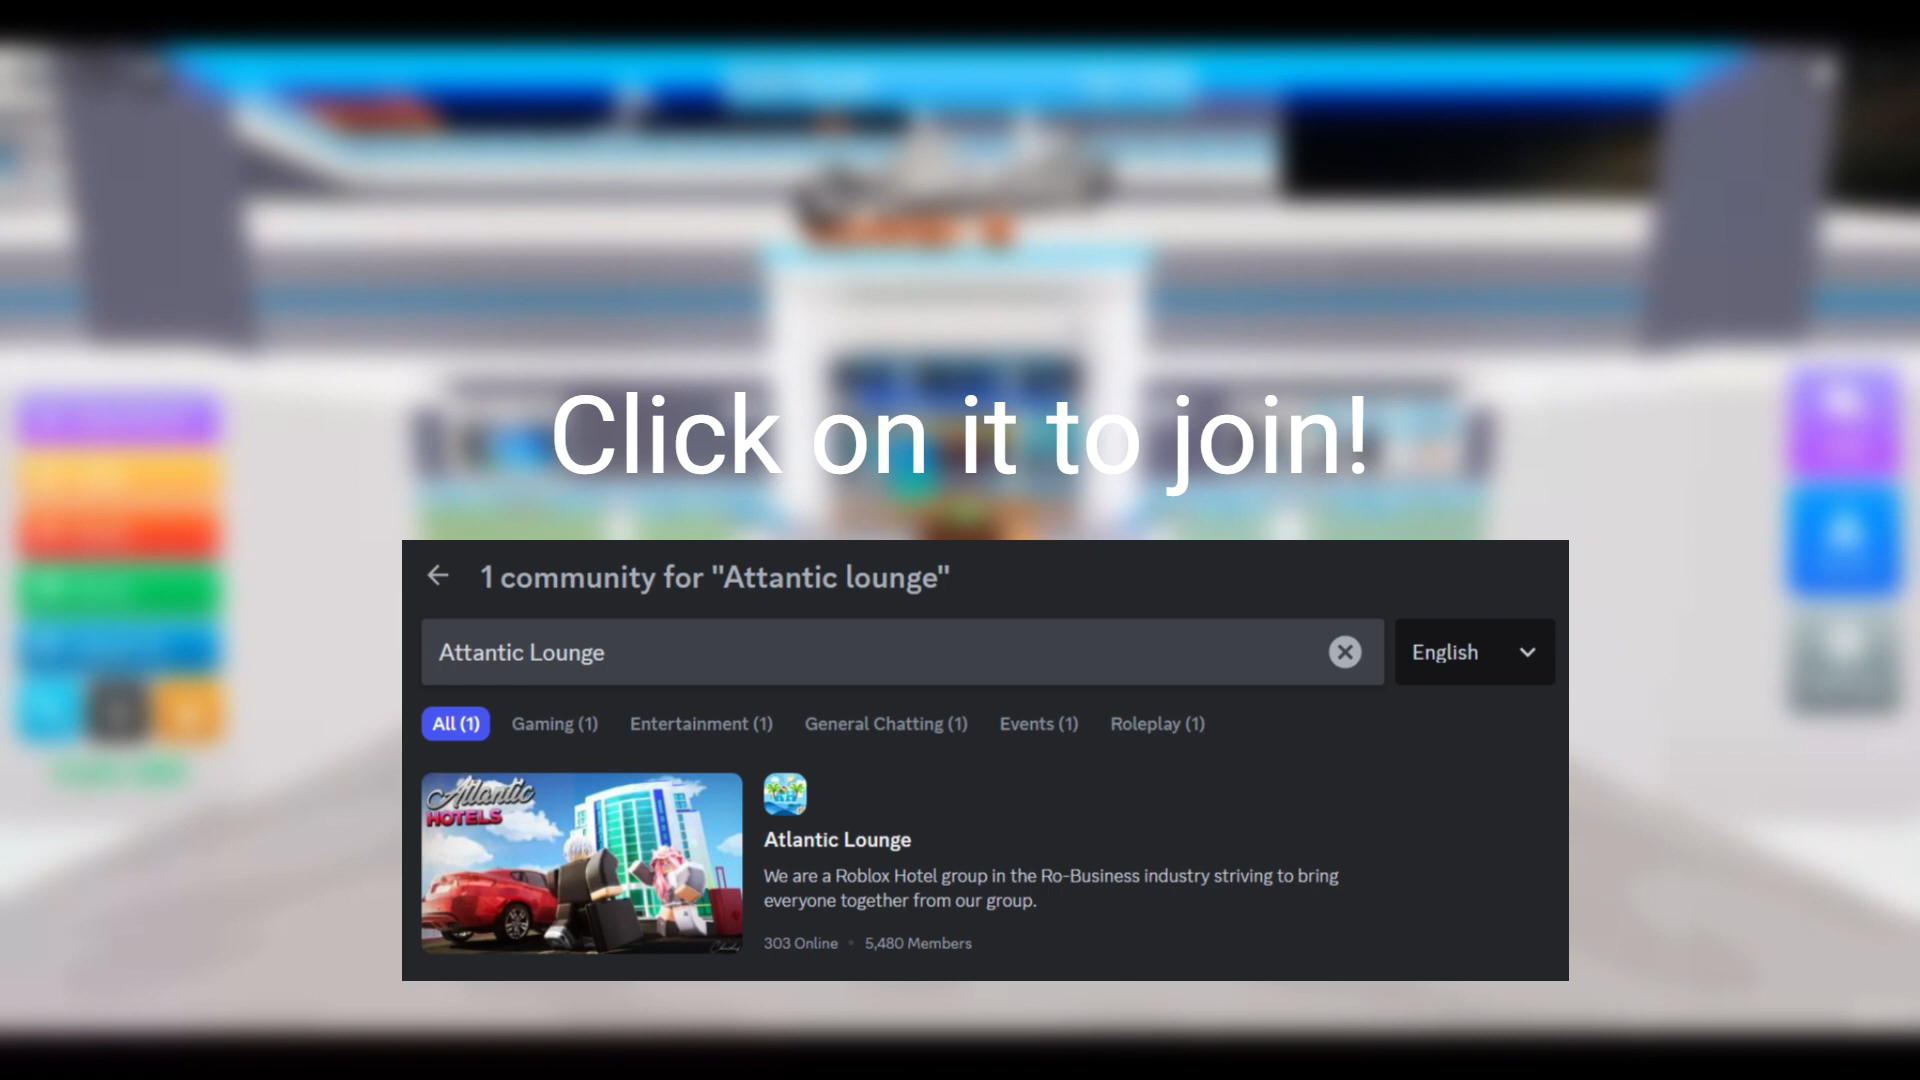 Click on it to join!
1 community for "Attantic lounge"
Attantic Lounge
English
All (1) Gaming (1) Entertainment (1) General Chatting (1) Events (1) Roleplay (1)
Atlantic
HOTELS
Atlantic Lounge
We are a Roblox Hotel group in the Ro-Business industry striving to bring
everyone together from our group.
303 Online • 5,480 Members